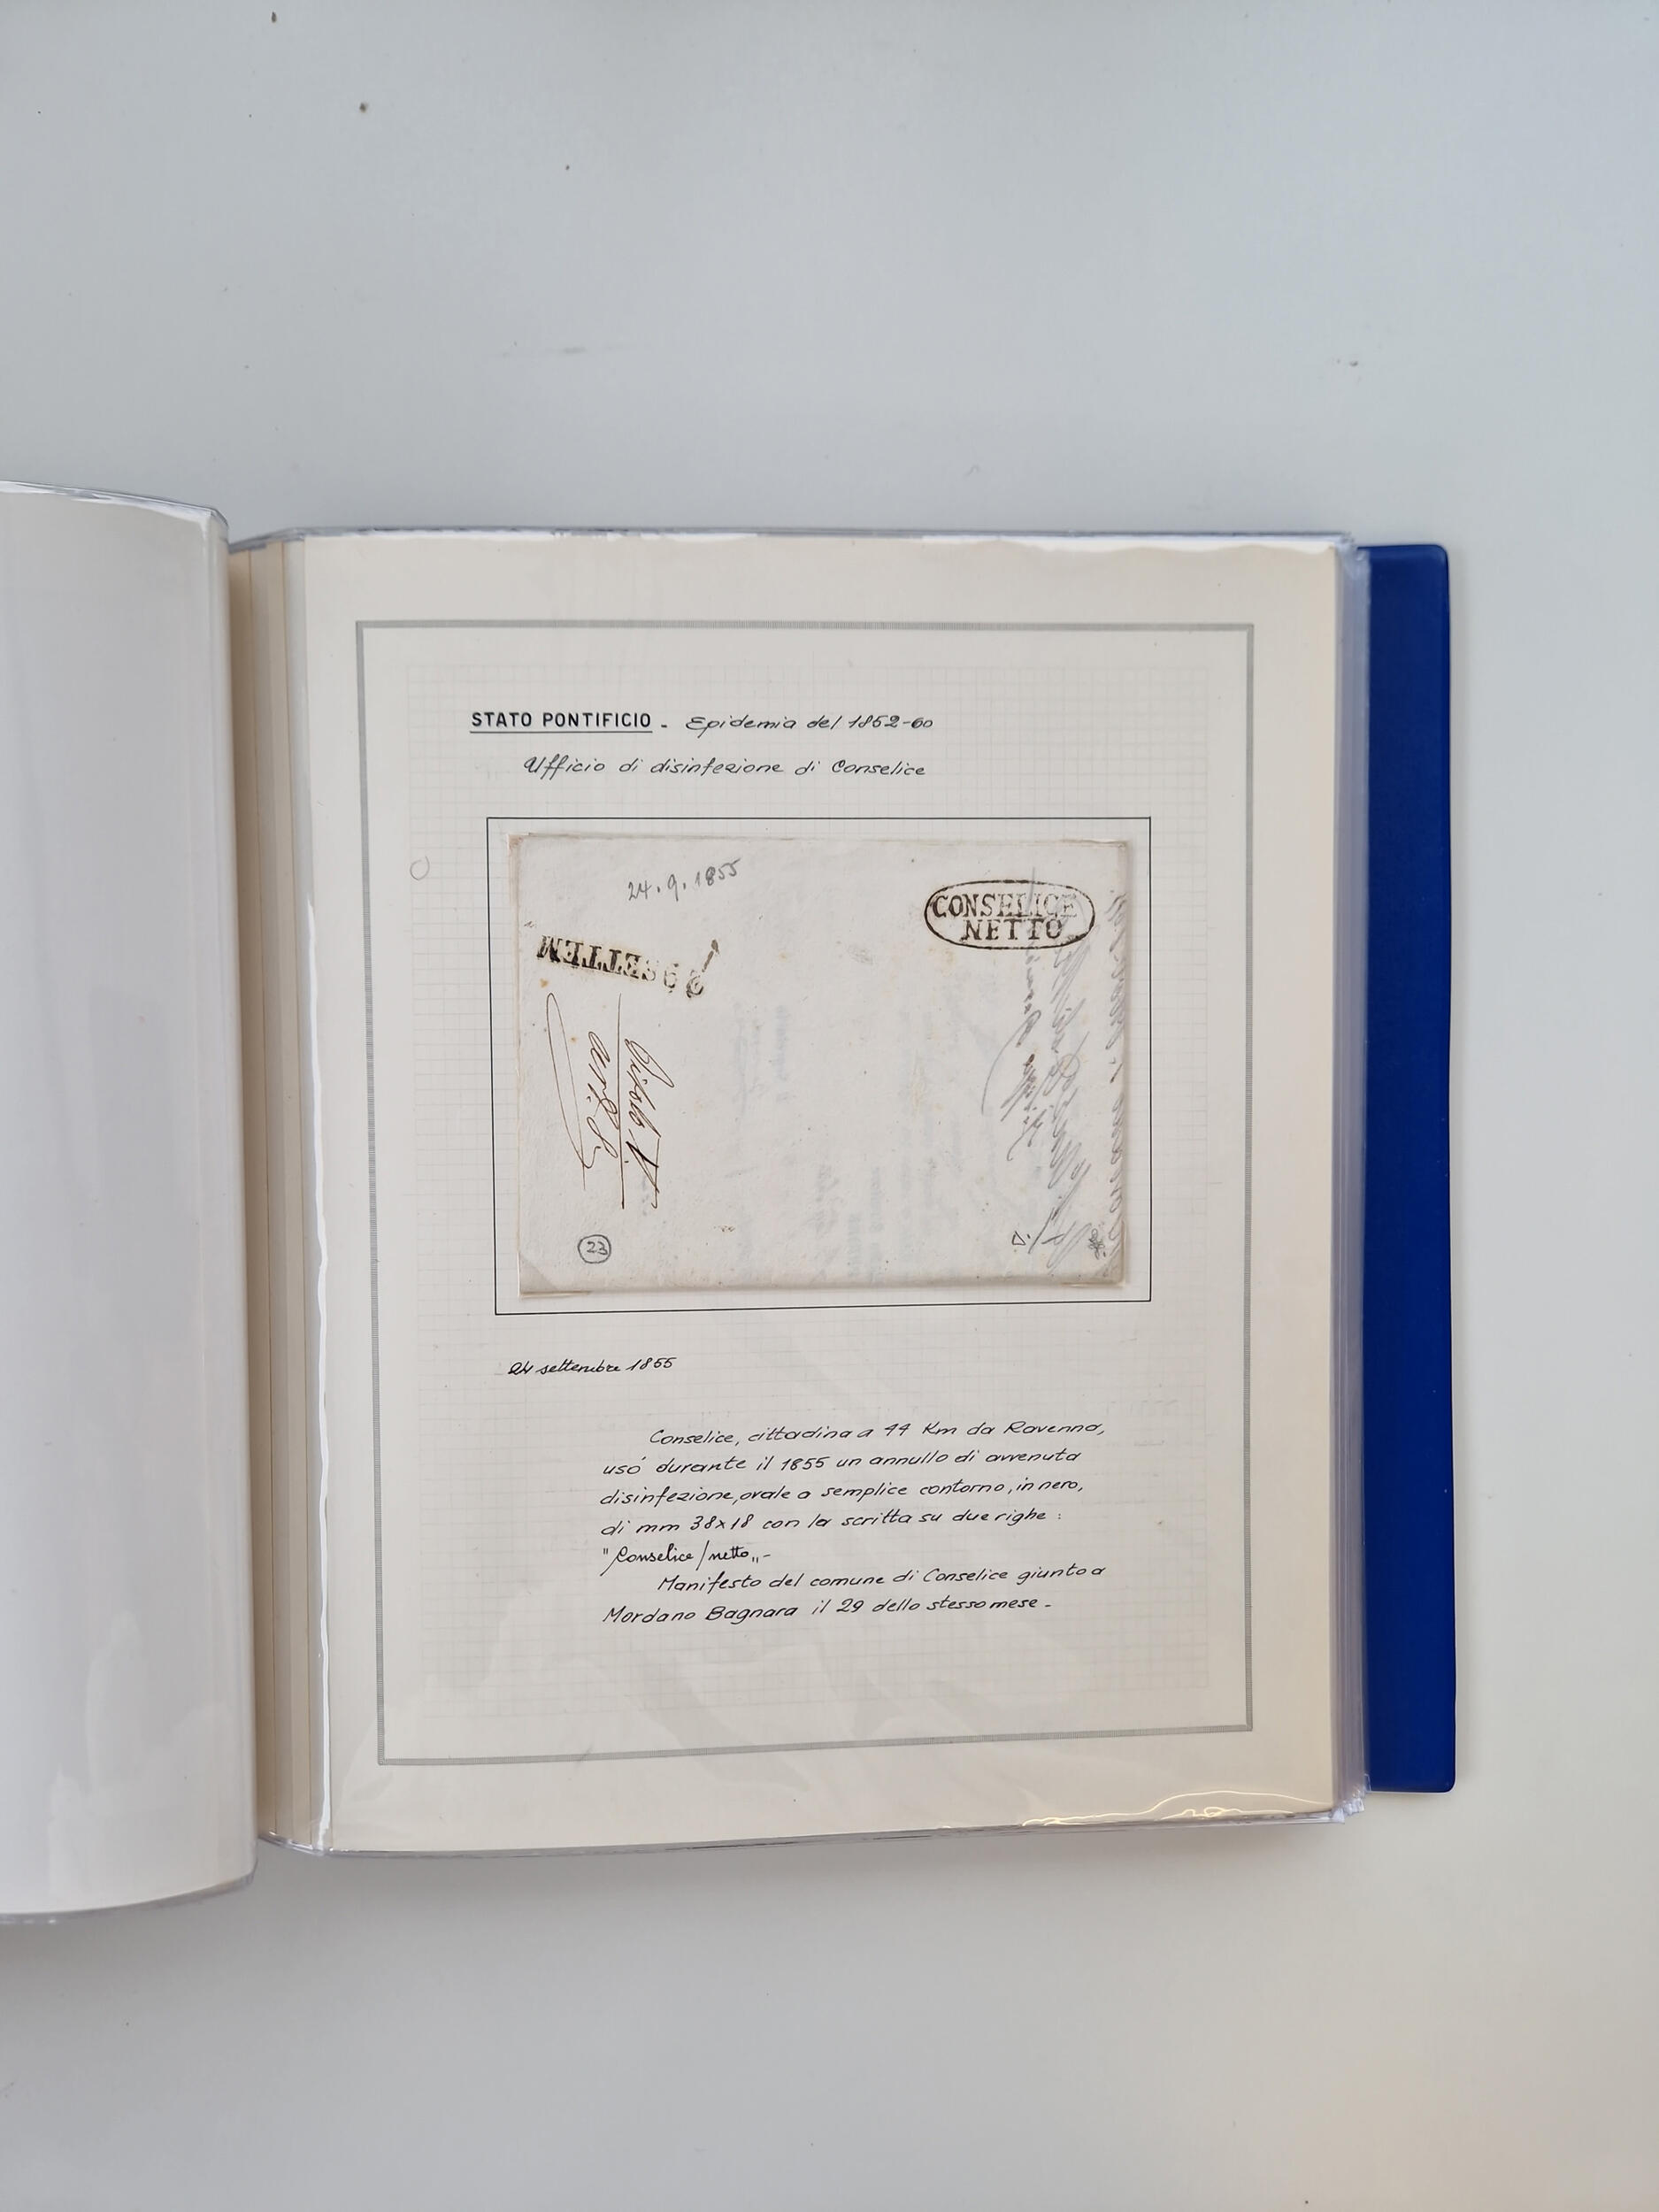 STATO PONTIFICIO - Epidemia del 1852-60
Ufficio di disinfezione di Conselice
24.9.1855
CONSELICE
NETTO
29 SETTEM
23
24 settembre 1855
Conselice, cittadina a 44 Km da Ravenna,
usó durante il 1855 un annullo di avvenuta
disinfezione, ovale a semplice contorno, in nero,
di mm 38x18 con la scritta su due righe :
"Conselice/netto„-
Manifesto del comune di Conselice giunto a
Mordano Bagnara il 29 dello stesso mese -